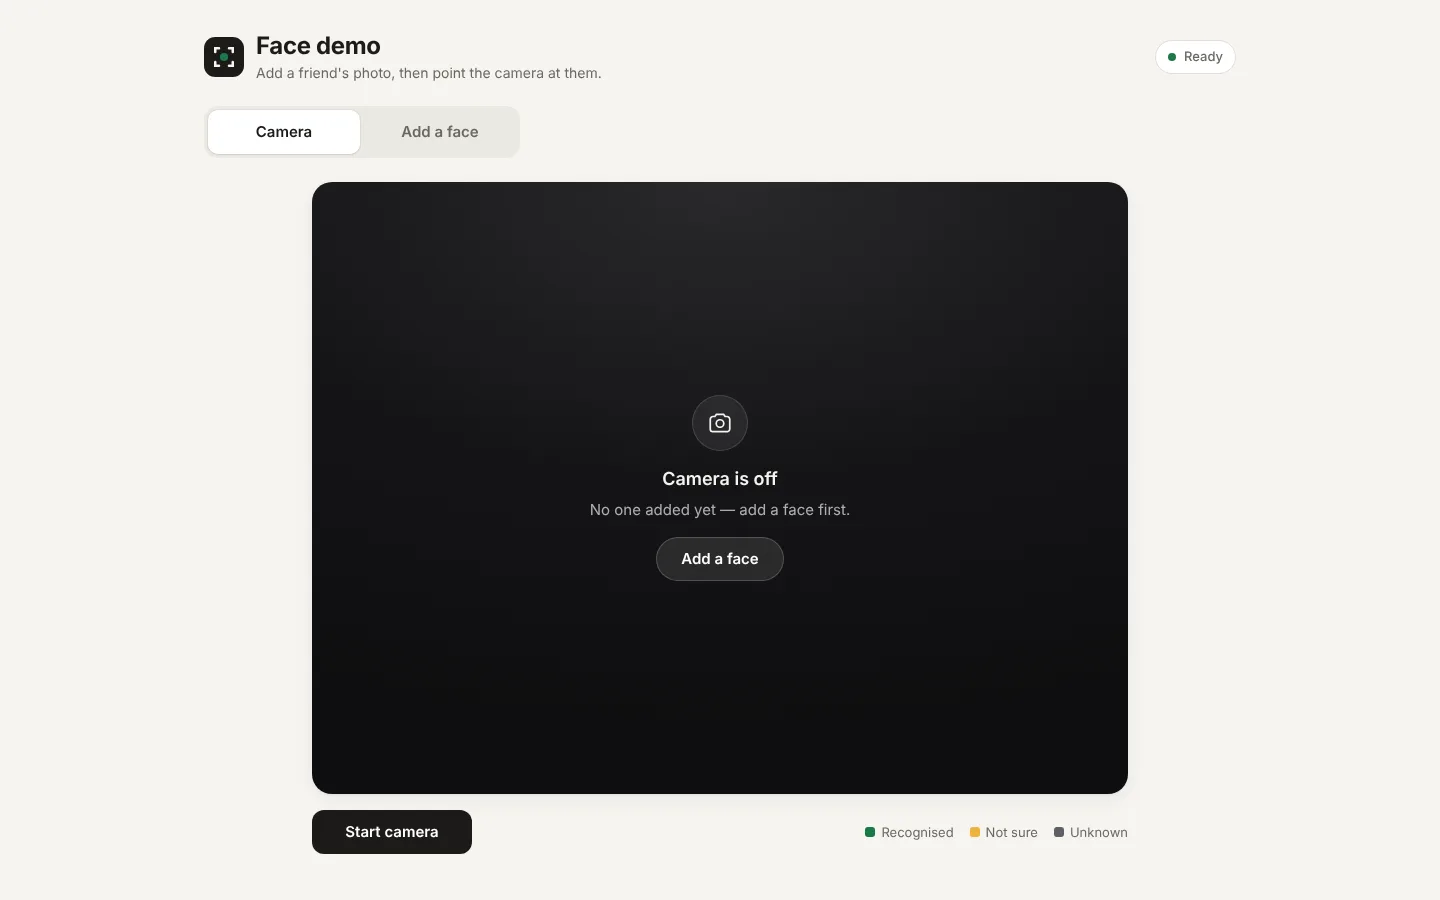 Face demo
Add a friend's photo, then point the camera at them.
Ready
Camera
Add a face
Camera is off
No one added yet — add a face first.
Add a face
Start camera
Recognised
Not sure
Unknown